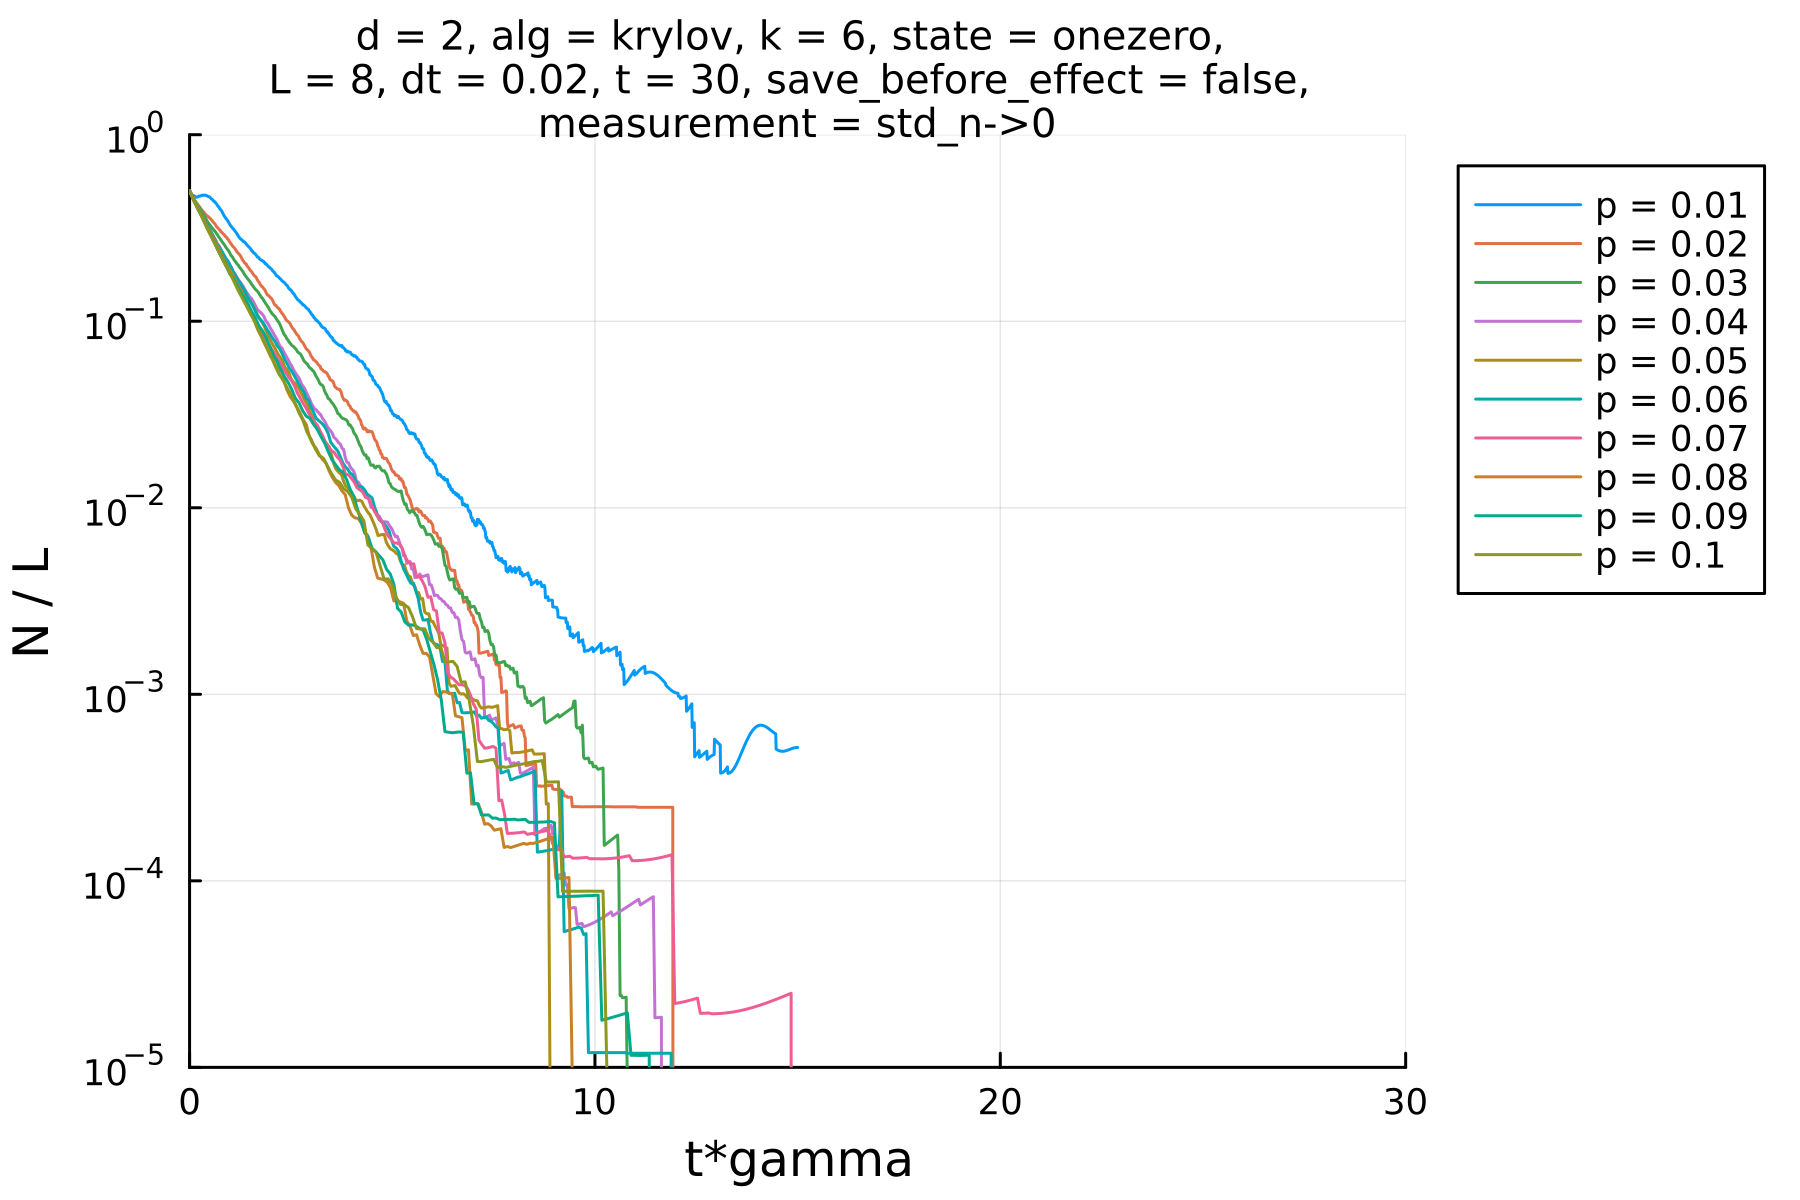 d = 2, alg = krylov, k = 6, state = onezero,
L = 8, dt = 0.02, t = 30, save_before_effect = false,
measurement = std_n->0
10⁰
10⁻¹
10⁻²
10⁻³
10⁻⁴
10⁻⁵
N / L
0 10 20 30
t*gamma
p = 0.01
p = 0.02
p = 0.03
p = 0.04
p = 0.05
p = 0.06
p = 0.07
p = 0.08
p = 0.09
p = 0.1